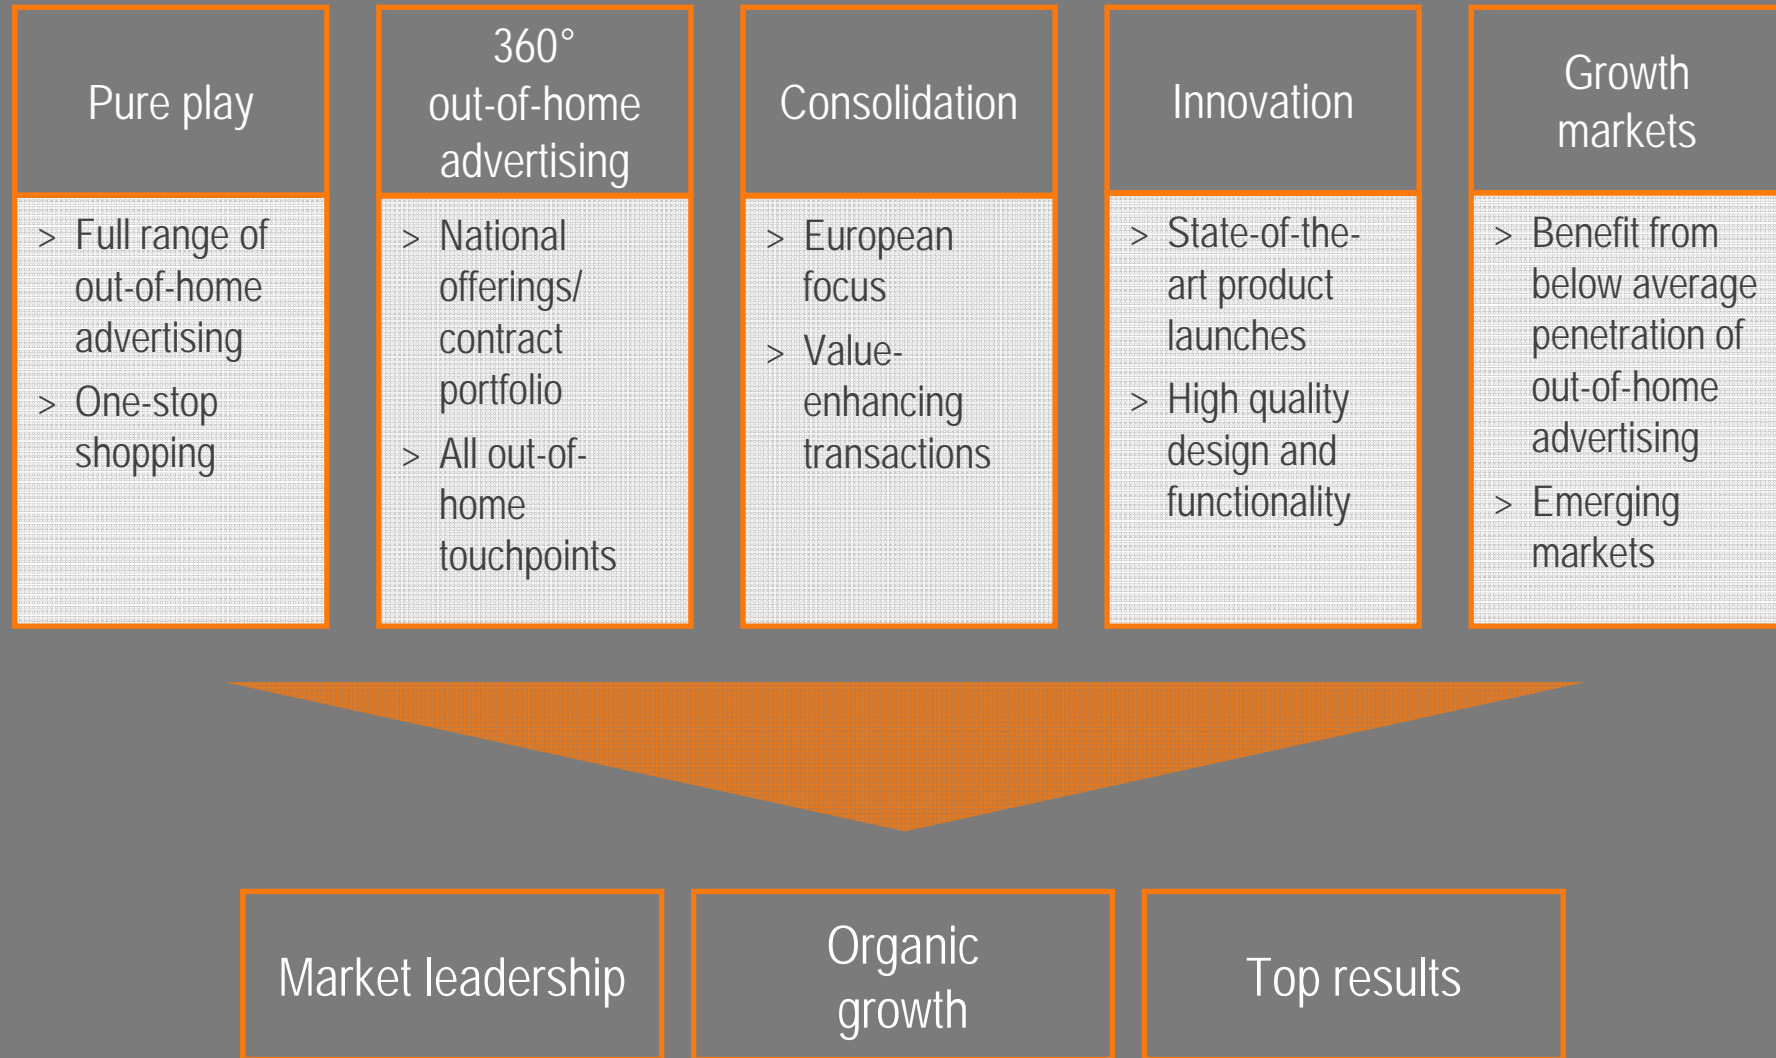 Pure play
360°
out-of-home
advertising
Consolidation
Innovation
Growth
markets
> Full range of
out-of-home
advertising
> One-stop
shopping
> National
offerings/
contract
portfolio
> All out-of-
home
touchpoints
> European
focus
> Value-
enhancing
transactions
> State-of-the-
art product
launches
> High quality
design and
functionality
> Benefit from
below average
penetration of
out-of-home
advertising
> Emerging
markets
Market leadership
Organic
growth
Top results